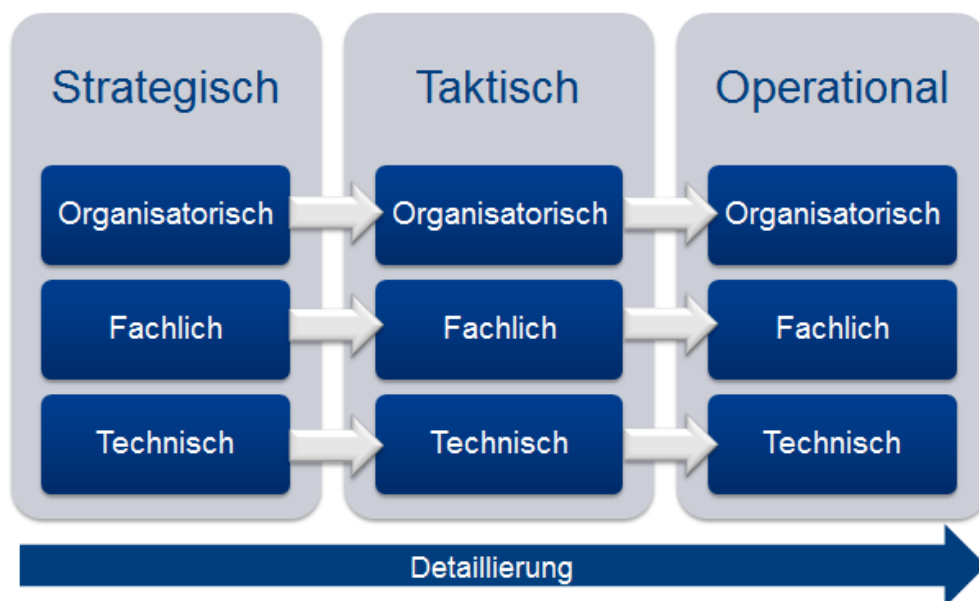 Strategisch
Taktisch
Operational
Organisatorisch
Organisatorisch
Organisatorisch
Fachlich
Fachlich
Fachlich
Technisch
Technisch
Technisch
Detaillierung